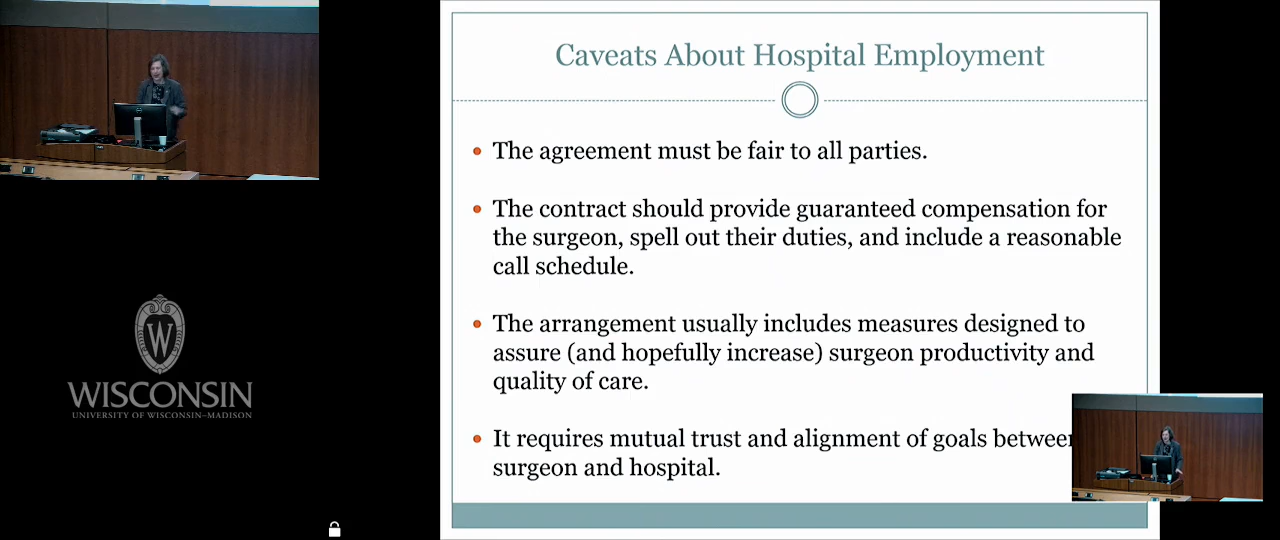 Caveats About Hospital Employment
The agreement must be fair to all parties.
The contract should provide guaranteed compensation for
the surgeon, spell out their duties, and include a reasonable
call schedule.
The arrangement usually includes measures designed to
assure (and hopefully increase) surgeon productivity and
quality of care.
It requires mutual trust and alignment of goals between
surgeon and hospital.
W
WISCONSIN
UNIVERSITY OF WISCONSIN–MADISON